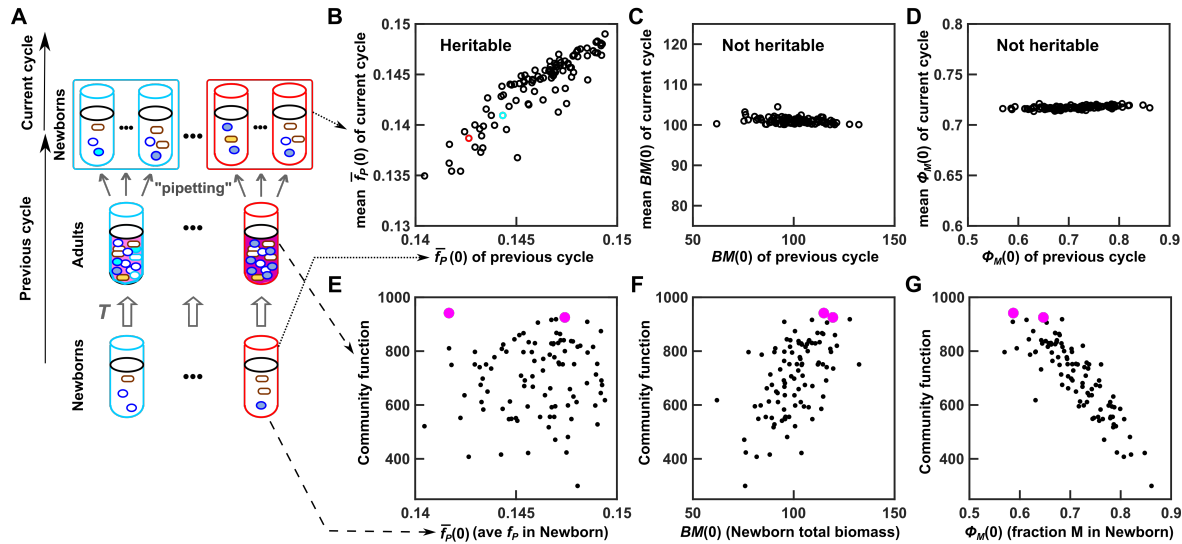 A
Current cycle
Newborns
Previous cycle
"pipetting"
Adults
T
Newborns
B
Heritable
mean f̅P(0) of current cycle
0.15
0.145
0.14
0.135
0.13
0.14
0.145
0.15
f̅P(0) of previous cycle
C
Not heritable
mean BM(0) of current cycle
120
110
100
90
80
50
100
150
BM(0) of previous cycle
D
Not heritable
mean ΦM(0) of current cycle
0.8
0.7
0.6
0.5
0.6
0.7
0.8
0.9
ΦM(0) of previous cycle
E
Community function
1000
800
600
400
0.14
0.145
0.15
f̅P(0) (ave fP in Newborn)
F
Community function
1000
800
600
400
50
100
150
BM(0) (Newborn total biomass)
G
Community function
1000
800
600
400
0.5
0.6
0.7
0.8
0.9
ΦM(0) (fraction M in Newborn)